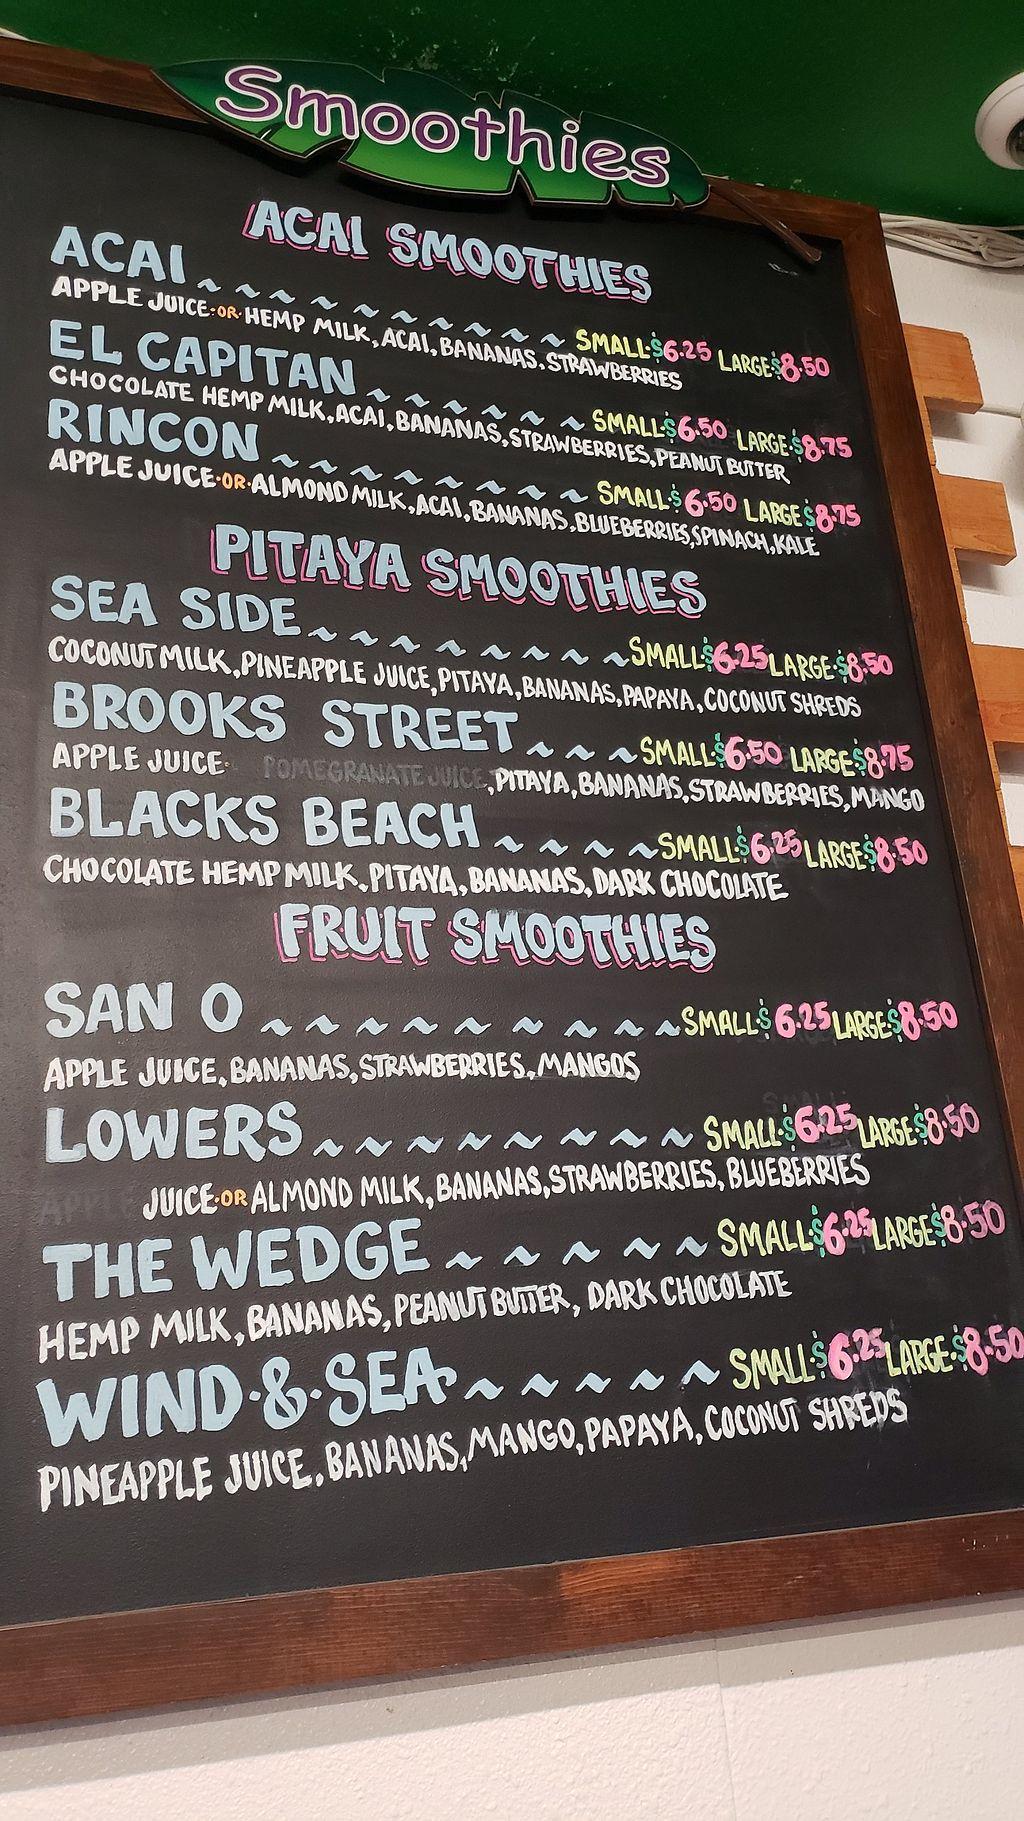 Smoothies
ACAI SMOOTHIES
ACAI ~~~~~~~~~ SMALL·$6.25 LARGE·$8.50
APPLE JUICE·OR·HEMP MILK, ACAI, BANANAS, STRAWBERRIES
EL CAPITAN ~~~~~~ SMALL·$6.50 LARGE·$8.75
CHOCOLATE HEMP MILK, ACAI, BANANAS, STRAWBERRIES, PEANUT BUTTER
RINCON ~~~~~~~~ SMALL·$6.50 LARGE·$8.75
APPLE JUICE·OR·ALMOND MILK, ACAI, BANANAS, BLUEBERRIES, SPINACH, KALE
PITAYA SMOOTHIES
SEA SIDE ~~~~~~~~ SMALL·$6.25 LARGE·$8.50
COCONUT MILK, PINEAPPLE JUICE, PITAYA, BANANAS, PAPAYA, COCONUT SHREDS
BROOKS STREET ~~~ SMALL·$6.50 LARGE·$8.75
APPLE JUICE· POMEGRANATE JUICE, PITAYA, BANANAS, STRAWBERRIES, MANGO
BLACKS BEACH ~~~~ SMALL·$6.25 LARGE·$8.50
CHOCOLATE HEMP MILK, PITAYA, BANANAS, DARK CHOCOLATE
FRUIT SMOOTHIES
SAN O ~~~~~~~~~~ SMALL·$6.25 LARGE·$8.50
APPLE JUICE, BANANAS, STRAWBERRIES, MANGOS
LOWERS ~~~~~~~~~ SMALL·$6.25 LARGE·$8.50
APPLE JUICE·OR·ALMOND MILK, BANANAS, STRAWBERRIES, BLUEBERRIES
THE WEDGE ~~~~~~ SMALL·$6.25 LARGE·$8.50
HEMP MILK, BANANAS, PEANUT BUTTER, DARK CHOCOLATE
WIND·&·SEA ~~~~~~ SMALL·$6.25 LARGE·$8.50
PINEAPPLE JUICE, BANANAS, MANGO, PAPAYA, COCONUT SHREDS